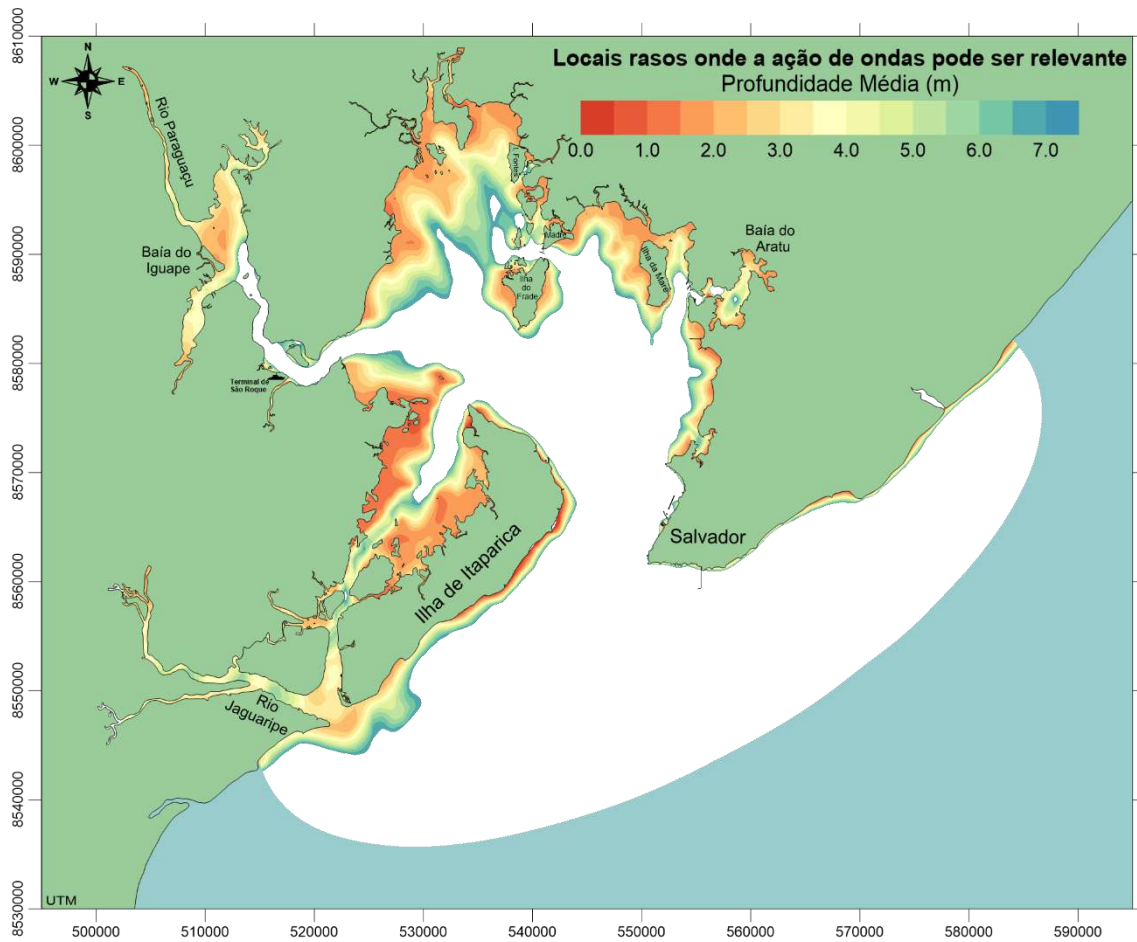 Locais rasos onde a ação de ondas pode ser relevante
Profundidade Média (m)
0.0 1.0 2.0 3.0 4.0 5.0 6.0 7.0
N
W E
S
Rio Paraguaçu
Baía do
Iguape
Fontes
Madre
Ilha
do
Frade
Ilha da Maré
Baía do
Aratu
Terminal de
São Roque
Salvador
Ilha de Itaparica
Rio
Jaguaripe
UTM
8610000
8600000
8590000
8580000
8570000
8560000
8550000
8540000
8530000
500000 510000 520000 530000 540000 550000 560000 570000 580000 590000